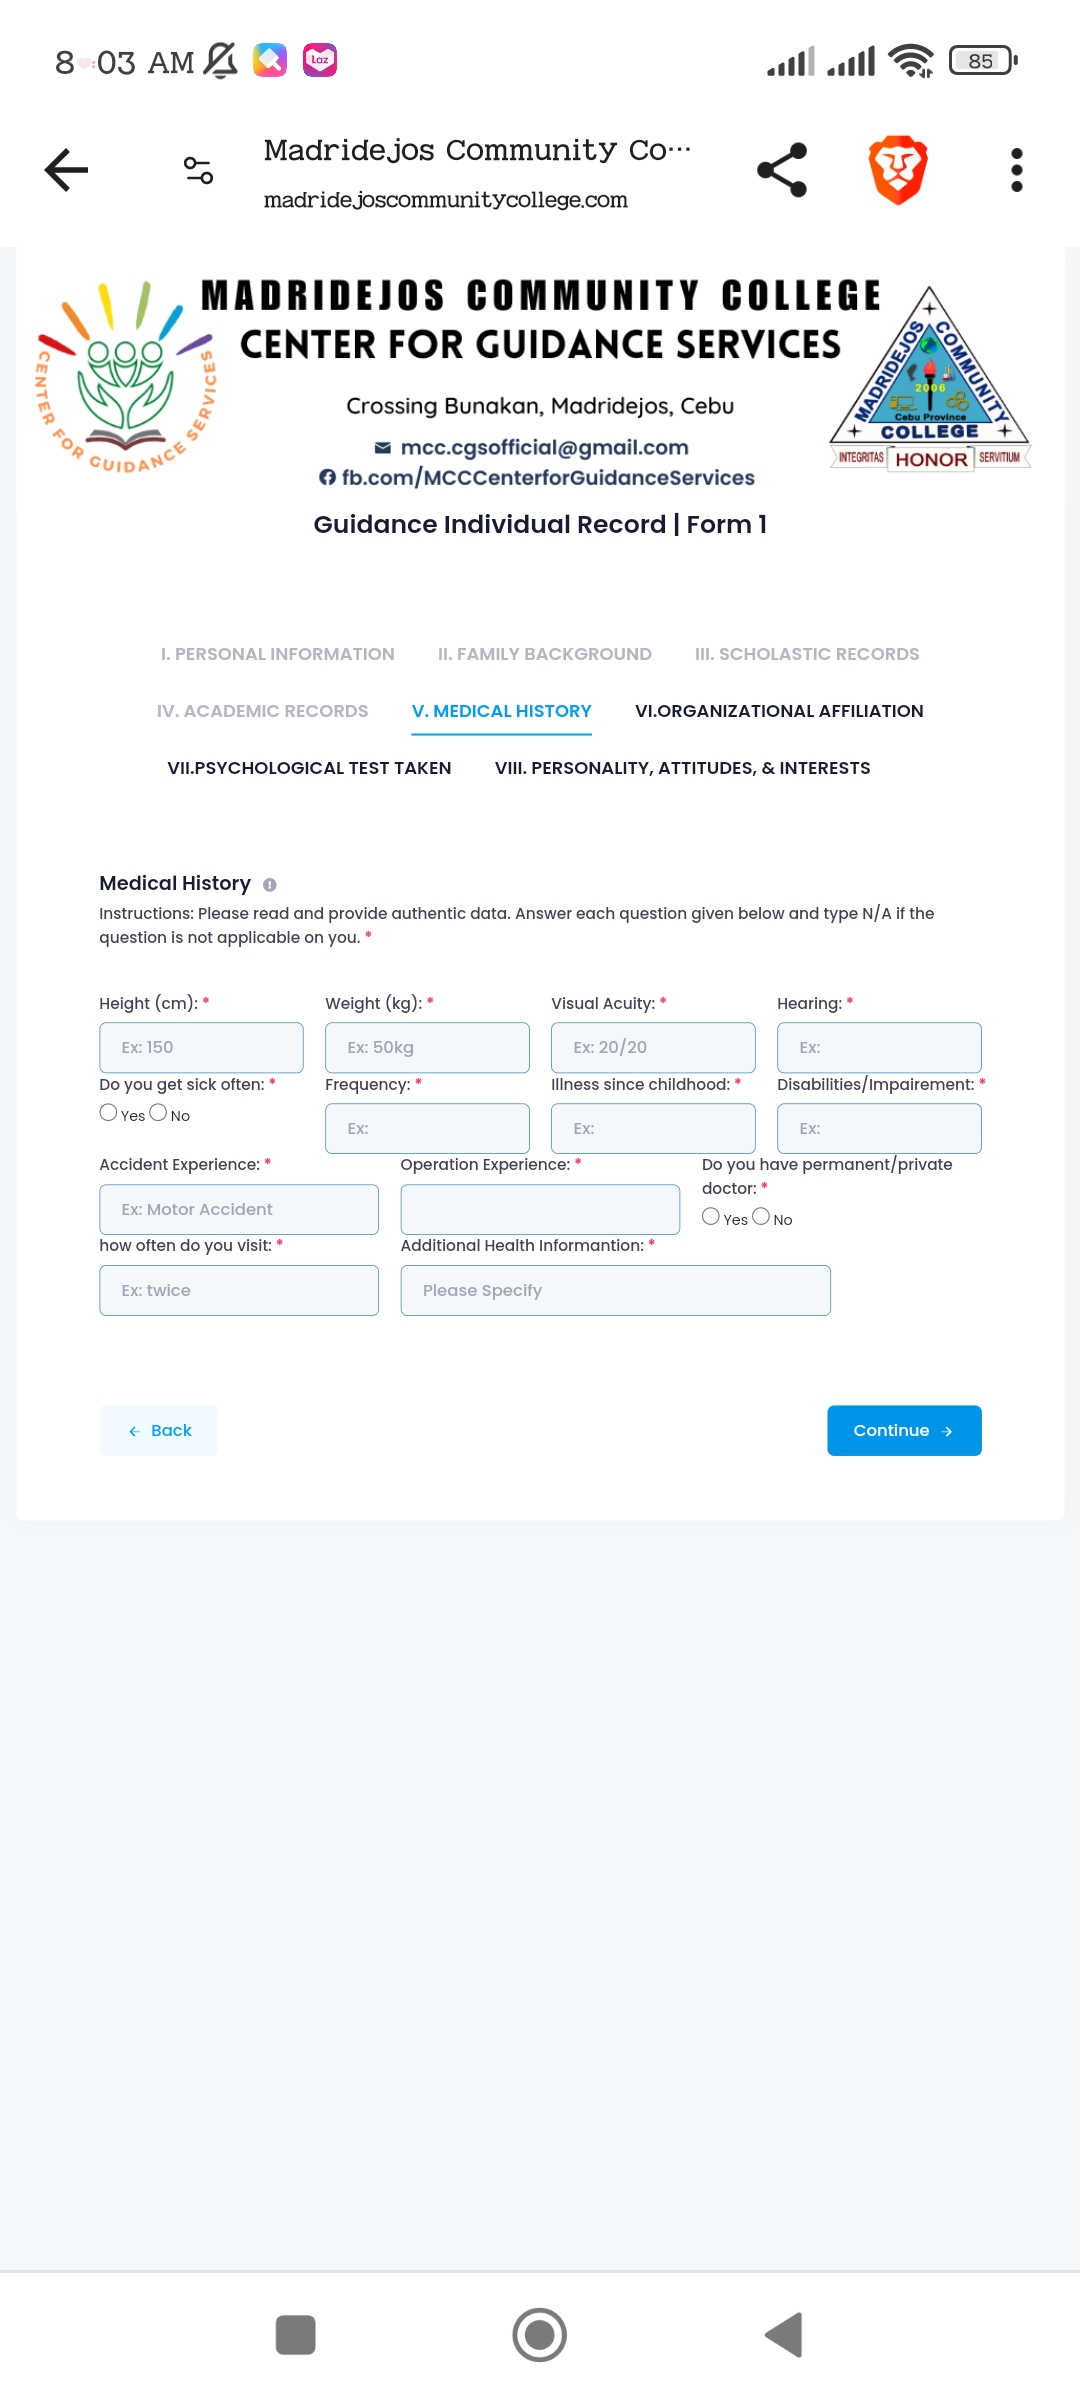 8:03 AM
Laz
85
Madridejos Community Co...
madridejoscommunitycollege.com
MADRIDEJOS COMMUNITY COLLEGE
CENTER FOR GUIDANCE SERVICES
Crossing Bunakan, Madridejos, Cebu
mcc.cgsofficial@gmail.com
fb.com/MCCCenterforGuidanceServices
CENTER FOR GUIDANCE SERVICES
MADRIDEJOS COMMUNITY
2006
Cebu Province
COLLEGE
INTEGRITAS HONOR SERVITIUM
Guidance Individual Record | Form 1
I. PERSONAL INFORMATION II. FAMILY BACKGROUND III. SCHOLASTIC RECORDS
IV. ACADEMIC RECORDS V. MEDICAL HISTORY VI.ORGANIZATIONAL AFFILIATION
VII.PSYCHOLOGICAL TEST TAKEN VIII. PERSONALITY, ATTITUDES, & INTERESTS
Medical History
Instructions: Please read and provide authentic data. Answer each question given below and type N/A if the
question is not applicable on you. *
Height (cm): * Weight (kg): * Visual Acuity: * Hearing: *
Ex: 150 Ex: 50kg Ex: 20/20 Ex:
Do you get sick often: * Frequency: * Illness since childhood: * Disabilities/Impairement: *
Yes No Ex: Ex: Ex:
Accident Experience: * Operation Experience: * Do you have permanent/private
doctor: *
Ex: Motor Accident Yes No
how often do you visit: * Additional Health Informantion: *
Ex: twice Please Specify
← Back Continue →